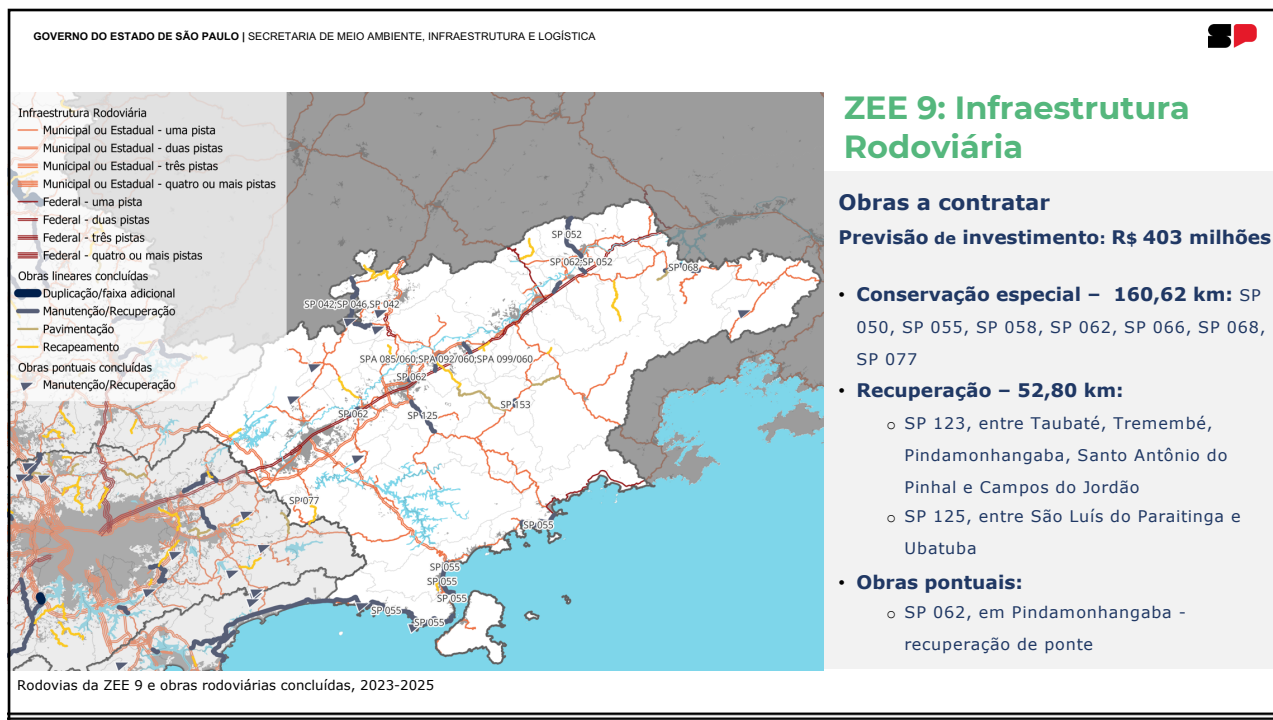 GOVERNO DO ESTADO DE SÃO PAULO | SECRETARIA DE MEIO AMBIENTE, INFRAESTRUTURA E LOGÍSTICA
SP
Infraestrutura Rodoviária
Municipal ou Estadual - uma pista
Municipal ou Estadual - duas pistas
Municipal ou Estadual - três pistas
Municipal ou Estadual - quatro ou mais pistas
Federal - uma pista
Federal - duas pistas
Federal - três pistas
Federal - quatro ou mais pistas
Obras lineares concluídas
Duplicação/faixa adicional
Manutenção/Recuperação
Pavimentação
Recapeamento
Obras pontuais concluídas
Manutenção/Recuperação
SP 052
SP 062;SP 052
SP 068
SP 042;SP 046,SP 042
SPA 085/060;SPA 092/060;SPA 099/060
SP 062
SP 153
SP 062
SP 125
SP 077
SP 055
SP 055
SP 055
SP 055
SP 055
SP 055
Rodovias da ZEE 9 e obras rodoviárias concluídas, 2023-2025
ZEE 9: Infraestrutura
Rodoviária
Obras a contratar
Previsão de investimento: R$ 403 milhões
• Conservação especial – 160,62 km: SP
050, SP 055, SP 058, SP 062, SP 066, SP 068,
SP 077
• Recuperação – 52,80 km:
o SP 123, entre Taubaté, Tremembé,
Pindamonhangaba, Santo Antônio do
Pinhal e Campos do Jordão
o SP 125, entre São Luís do Paraitinga e
Ubatuba
• Obras pontuais:
o SP 062, em Pindamonhangaba -
recuperação de ponte